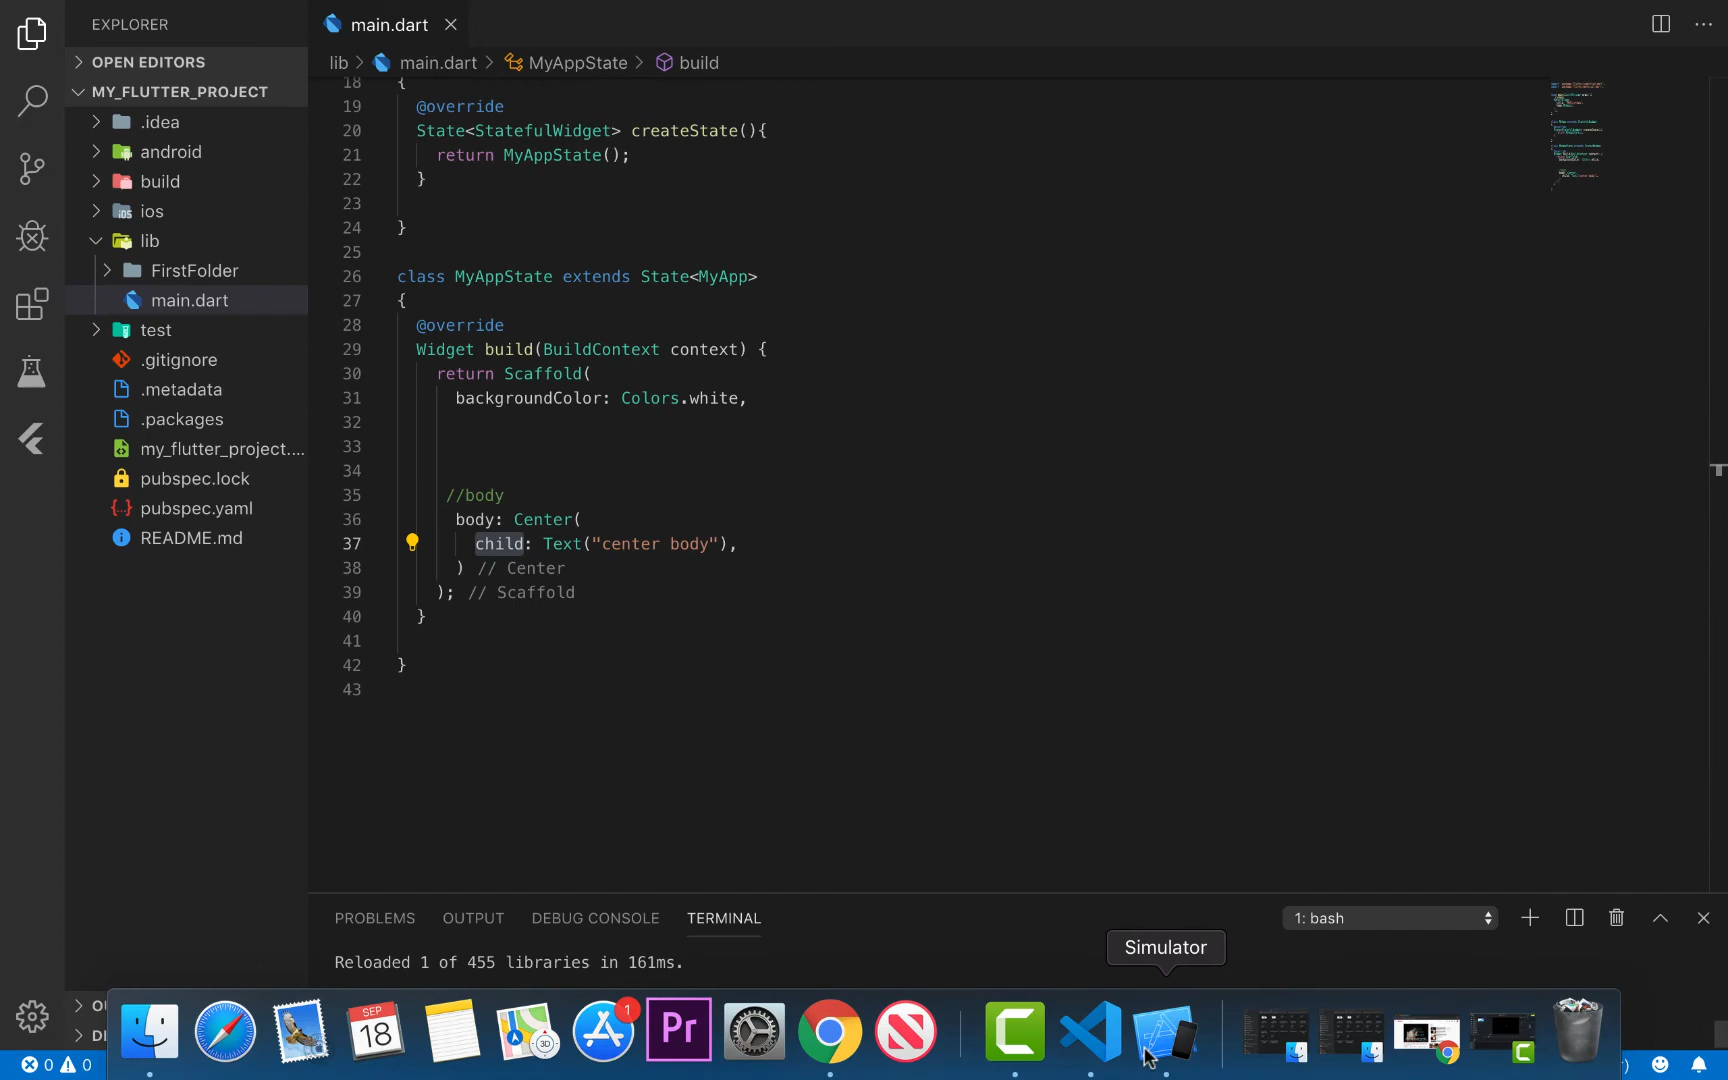 EXPLORER
main.dart
OPEN EDITORS
lib > main.dart > MyAppState > build
MY_FLUTTER_PROJECT
.idea
android
build
ios
lib
FirstFolder
main.dart
test
.gitignore
.metadata
.packages
my_flutter_project....
pubspec.lock
pubspec.yaml
README.md
18 {
19 @override
20 State<StatefulWidget> createState(){
21 return MyAppState();
22 }
23
24 }
25
26 class MyAppState extends State<MyApp>
27 {
28 @override
29 Widget build(BuildContext context) {
30 return Scaffold(
31 backgroundColor: Colors.white,
32
33
34
35 //body
36 body: Center(
37 child: Text("center body"),
38 ) // Center
39 ); // Scaffold
40 }
41
42 }
43
PROBLEMS OUTPUT DEBUG CONSOLE TERMINAL 1: bash
Simulator
Reloaded 1 of 455 libraries in 161ms.
SEP
18
3D
1
Pr
0 0